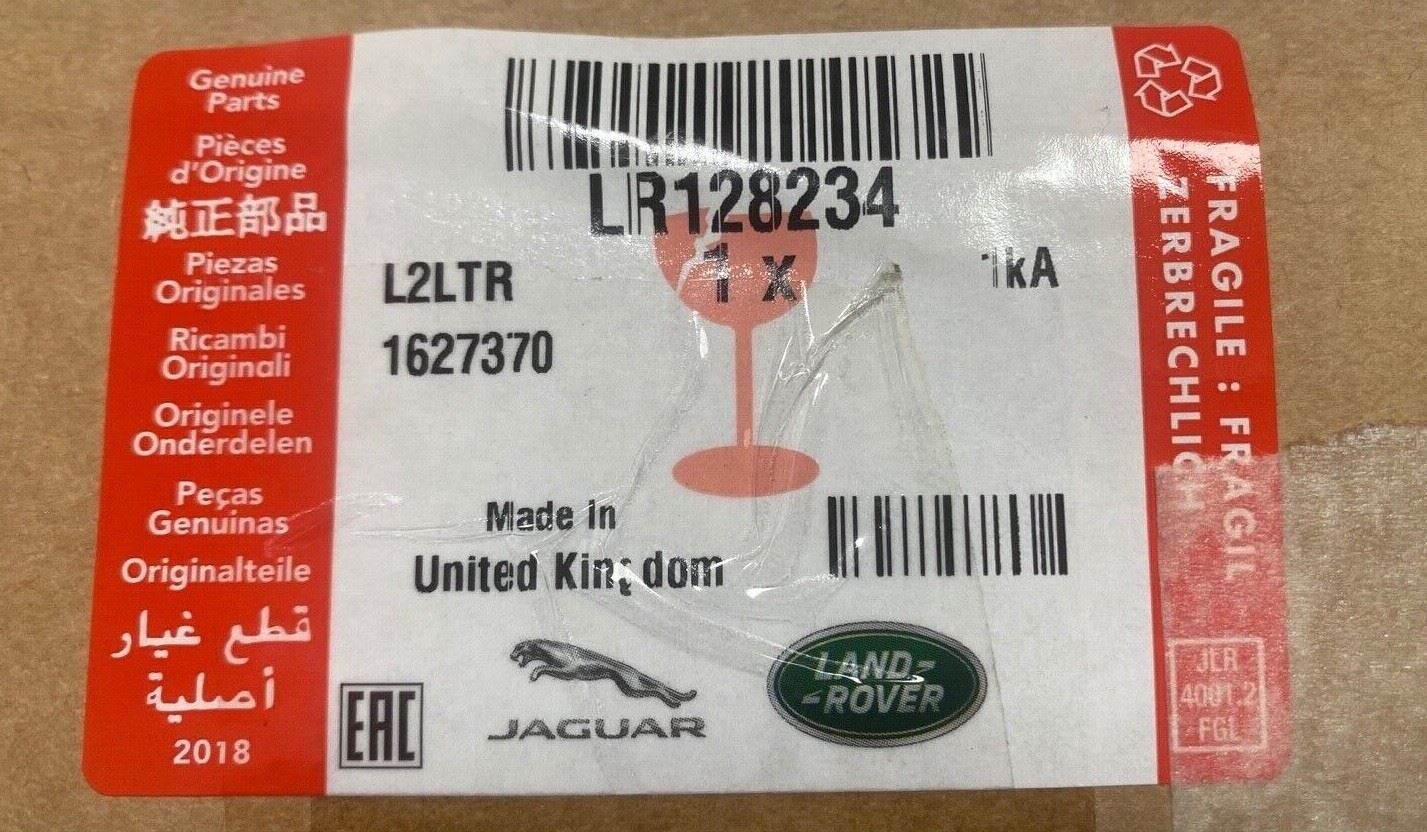 Genuine
Parts
Pièces
d'Origine
純正部品
Piezas
Originales
Ricambi
Originali
Originele
Onderdelen
Peças
Genuinas
Originalteile
قطع غيار
أصلية
2018
LR128234
1 x
1kA
L2LTR
1627370
Made in
United Kingdom
EAC
JAGUAR
LAND-
-ROVER
FRAGILE : FRAGIL
ZERBRECHLICH
JLR
4001.2
FGL